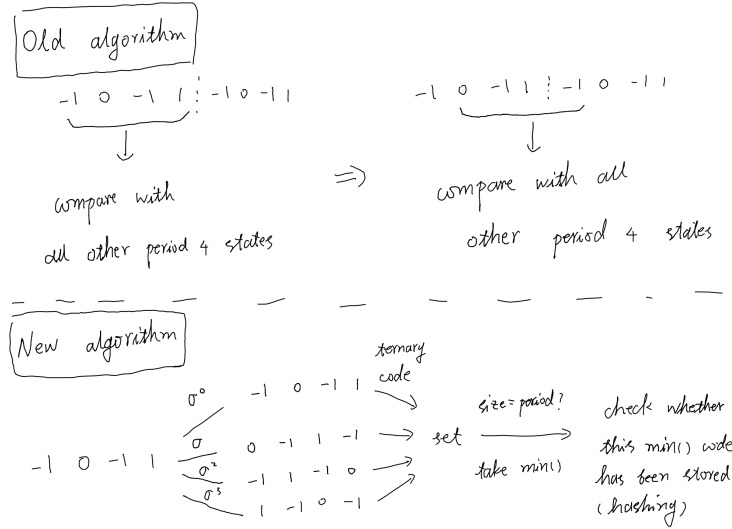 Old algorithm
-1 0 -1 1 ⋮ -1 0 -1 1
compare with
all other period 4 states
⇒
-1 0 -1 1 ⋮ -1 0 -1 1
compare with all
other period 4 states
New algorithm
-1 0 -1 1
σ⁰ -1 0 -1 1
σ 0 -1 1 -1
σ² -1 1 -1 0
σ³ 1 -1 0 -1
ternary
code
set
size=period?
take min()
check whether
this min() code
has been stored
(hashing)